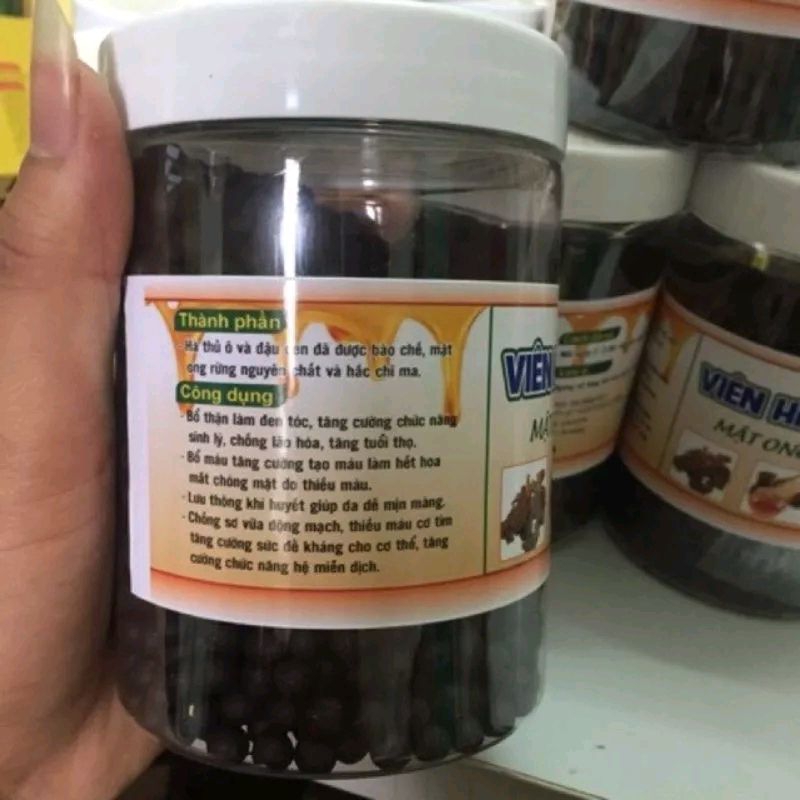 Thành phần
-Hà thủ ô và đậu đen đã được bào chế, mật
ong rừng nguyên chất và hắc chi ma.
Công dụng
-Bổ thận làm đen tóc, tăng cường chức năng
sinh lý, chống lão hóa, tăng tuổi thọ.
-Bổ máu tăng cường tạo máu làm hết hoa
mắt chóng mặt do thiếu máu.
-Lưu thông khí huyết giúp da dẻ mịn màng.
-Chống sơ vữa động mạch, thiếu máu cơ tim
tăng cường sức đề kháng cho cơ thể, tăng
cường chức năng hệ miễn dịch.
VIÊN
MẬT
VIÊN
MẬT ONG